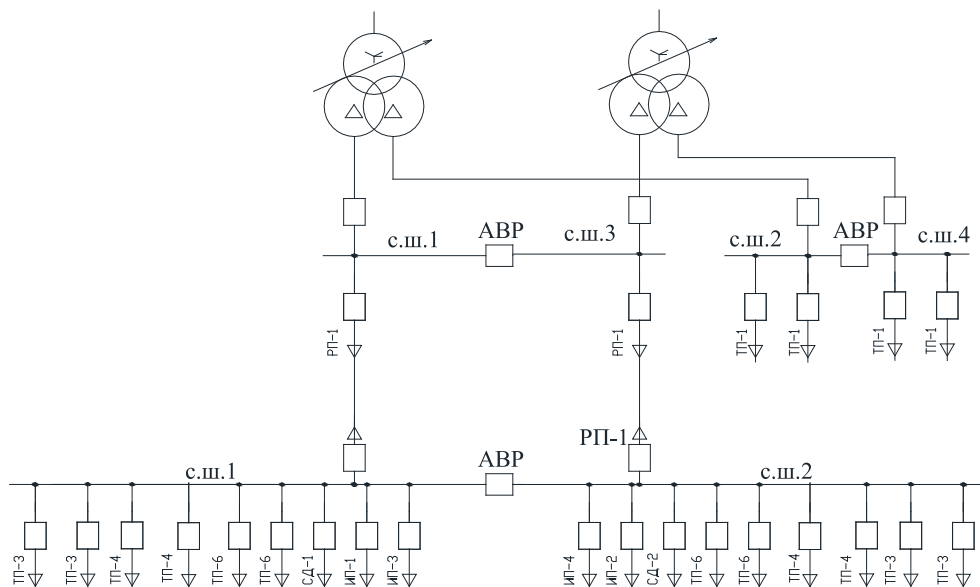 АВР
с.ш.1
с.ш.3
АВР
с.ш.2
с.ш.4
РП-1
РП-1
ТП-1
ТП-1
ТП-1
ТП-1
РП-1
АВР
с.ш.1
с.ш.2
ТП-3
ТП-3
ТП-4
ТП-4
ТП-6
ТП-6
СД-1
ИП-1
ИП-3
ИП-4
ИП-2
СД-2
ТП-6
ТП-6
ТП-4
ТП-4
ТП-3
ТП-3